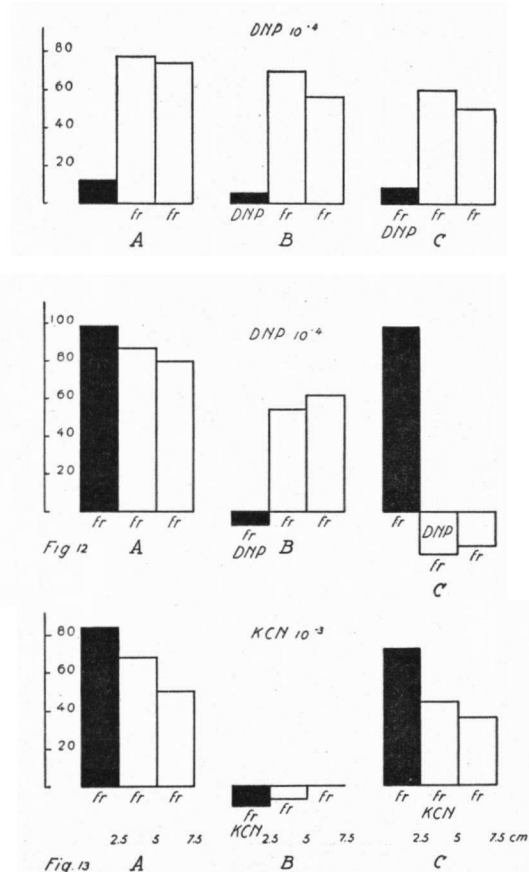 DNP 10⁻⁴
80
60
40
20
fr fr DNP fr fr fr fr fr
DNP
A B C
100
DNP 10⁻⁴
80
60
40
20
fr fr fr fr fr fr fr DNP
DNP fr fr
Fig 12 A B C
KCN 10⁻³
80
60
40
20
fr fr fr fr fr fr fr fr fr
KCN KCN
2.5 5 7.5 2.5 5 7.5 2.5 5 7.5 cm
Fig. 13 A B C